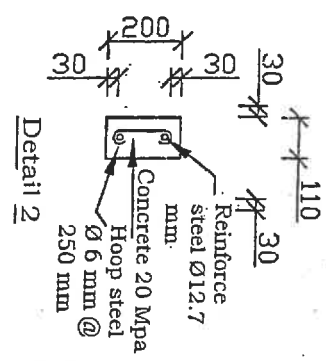 200
30
30
30
110
30
Reinforce
steel Ø12.7
mm.
Concrete 20 Mpa
Hoop steel
Ø 6 mm @
250 mm
Detail 2